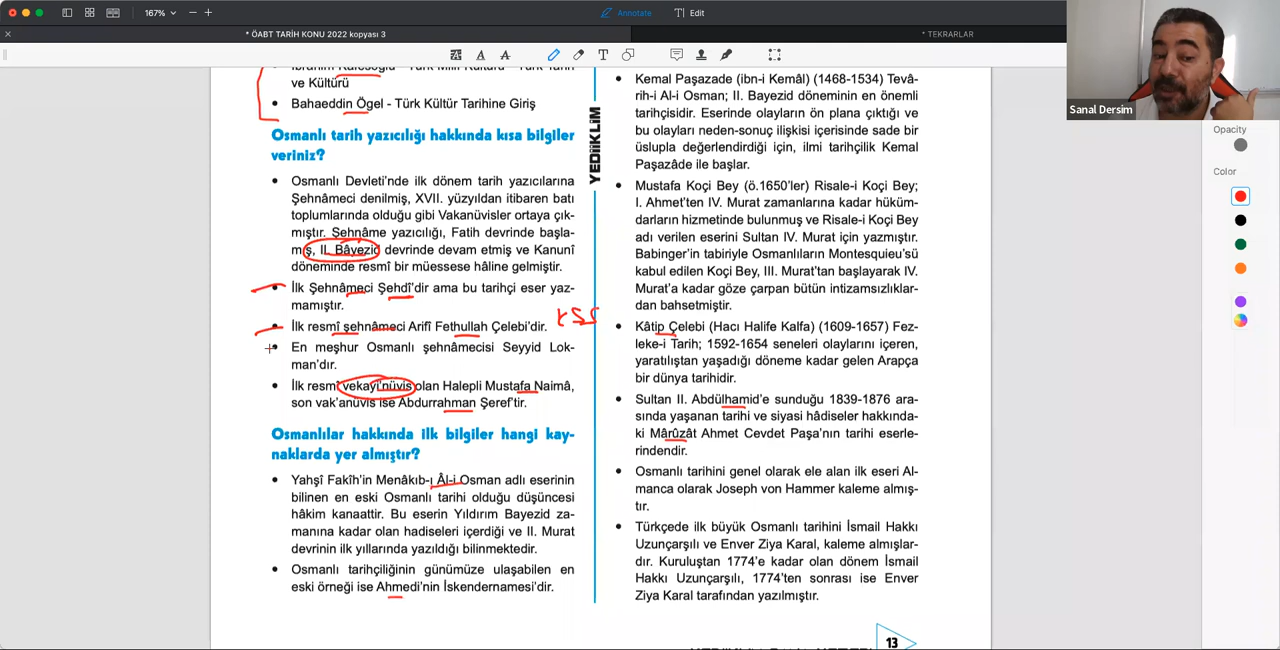 167%
Annotate
Edit
* ÖABT TARİH KONU 2022 kopyası 3
* TEKRARLAR
Sanal Dersim
Opacity
Color
ve Kültürü
• Bahaeddin Ögel - Türk Kültür Tarihine Giriş
Osmanlı tarih yazıcılığı hakkında kısa bilgiler
veriniz?
• Osmanlı Devleti'nde ilk dönem tarih yazıcılarına
Şehnâmeci denilmiş, XVII. yüzyıldan itibaren batı
toplumlarında olduğu gibi Vakanüvisler ortaya çık-
mıştır. Şehnâme yazıcılığı, Fatih devrinde başla-
mış, II. Bâyezid devrinde devam etmiş ve Kanunî
döneminde resmî bir müessese hâline gelmiştir.
• İlk Şehnâmeci Şehdî'dir ama bu tarihçi eser yaz-
mamıştır.
• İlk resmî şehnâmeci Arifî Fethullah Çelebi'dir.
• En meşhur Osmanlı şehnâmecisi Seyyid Lok-
man'dır.
• İlk resmî vekayi'nüvis olan Halepli Mustafa Naimâ,
son vak'anüvis ise Abdurrahman Şeref'tir.
Osmanlılar hakkında ilk bilgiler hangi kay-
naklarda yer almıştır?
• Yahşî Fakîh'in Menâkıb-ı Âl-i Osman adlı eserinin
bilinen en eski Osmanlı tarihi olduğu düşüncesi
hâkim kanaattir. Bu eserin Yıldırım Bayezid za-
manına kadar olan hadiseleri içerdiği ve II. Murat
devrinin ilk yıllarında yazıldığı bilinmektedir.
• Osmanlı tarihçiliğinin günümüze ulaşabilen en
eski örneği ise Ahmedi'nin İskendernamesi'dir.
YEDİİKLİM
• Kemal Paşazade (ibn-i Kemâl) (1468-1534) Tevâ-
rih-i Al-i Osman; II. Bayezid döneminin en önemli
tarihçisidir. Eserinde olayların ön plana çıktığı ve
bu olayları neden-sonuç ilişkisi içerisinde sade bir
üslupla değerlendirdiği için, ilmi tarihçilik Kemal
Paşazâde ile başlar.
• Mustafa Koçi Bey (ö.1650'ler) Risale-i Koçi Bey;
I. Ahmet'ten IV. Murat zamanlarına kadar hüküm-
darların hizmetinde bulunmuş ve Risale-i Koçi Bey
adı verilen eserini Sultan IV. Murat için yazmıştır.
Babinger'in tabiriyle Osmanlıların Montesquieu'sü
kabul edilen Koçi Bey, III. Murat'tan başlayarak IV.
Murat'a kadar göze çarpan bütün intizamsızlıklar-
dan bahsetmiştir.
• Kâtip Çelebi (Hacı Halife Kalfa) (1609-1657) Fez-
leke-i Tarih; 1592-1654 seneleri olaylarını içeren,
yaratılıştan yaşadığı döneme kadar gelen Arapça
bir dünya tarihidir.
• Sultan II. Abdülhamid'e sunduğu 1839-1876 ara-
sında yaşanan tarihi ve siyasi hâdiseler hakkında-
ki Mârûzât Ahmet Cevdet Paşa'nın tarihi eserle-
rindendir.
• Osmanlı tarihini genel olarak ele alan ilk eseri Al-
manca olarak Joseph von Hammer kaleme almış-
tır.
• Türkçede ilk büyük Osmanlı tarihini İsmail Hakkı
Uzunçarşılı ve Enver Ziya Karal, kaleme almışlar-
dır. Kuruluştan 1774'e kadar olan dönem İsmail
Hakkı Uzunçarşılı, 1774'ten sonrası ise Enver
Ziya Karal tarafından yazılmıştır.
13